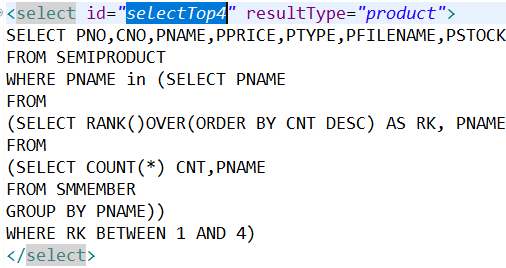 <select id="selectTop4" resultType="product">
SELECT PNO,CNO,PNAME,PPRICE,PTYPE,PFILENAME,PSTOCK
FROM SEMIPRODUCT
WHERE PNAME in (SELECT PNAME
FROM
(SELECT RANK()OVER(ORDER BY CNT DESC) AS RK, PNAME
FROM
(SELECT COUNT(*) CNT,PNAME
FROM SMMEMBER
GROUP BY PNAME))
WHERE RK BETWEEN 1 AND 4)
</select>